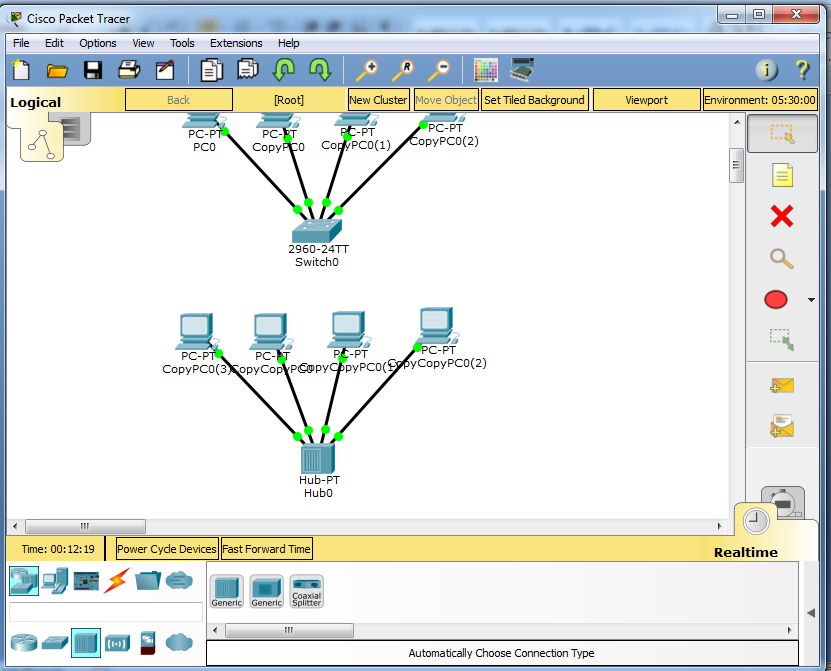 Cisco Packet Tracer
File Edit Options View Tools Extensions Help
Logical
Back
[Root]
New Cluster
Move Object
Set Tiled Background
Viewport
Environment: 05:30:00
PC-PT
PC0
PC-PT
CopyPC0
PC-PT
CopyPC0(1)
PC-PT
CopyPC0(2)
2960-24TT
Switch0
PC-PT
CopyPC0(3)
PC-PT
CopyCopyPC0
PC-PT
CopyCopyPC0(1)
PC-PT
CopyCopyPC0(2)
Hub-PT
Hub0
Time: 00:12:19
Power Cycle Devices
Fast Forward Time
Realtime
Generic
Generic
Coaxial
Splitter
Automatically Choose Connection Type